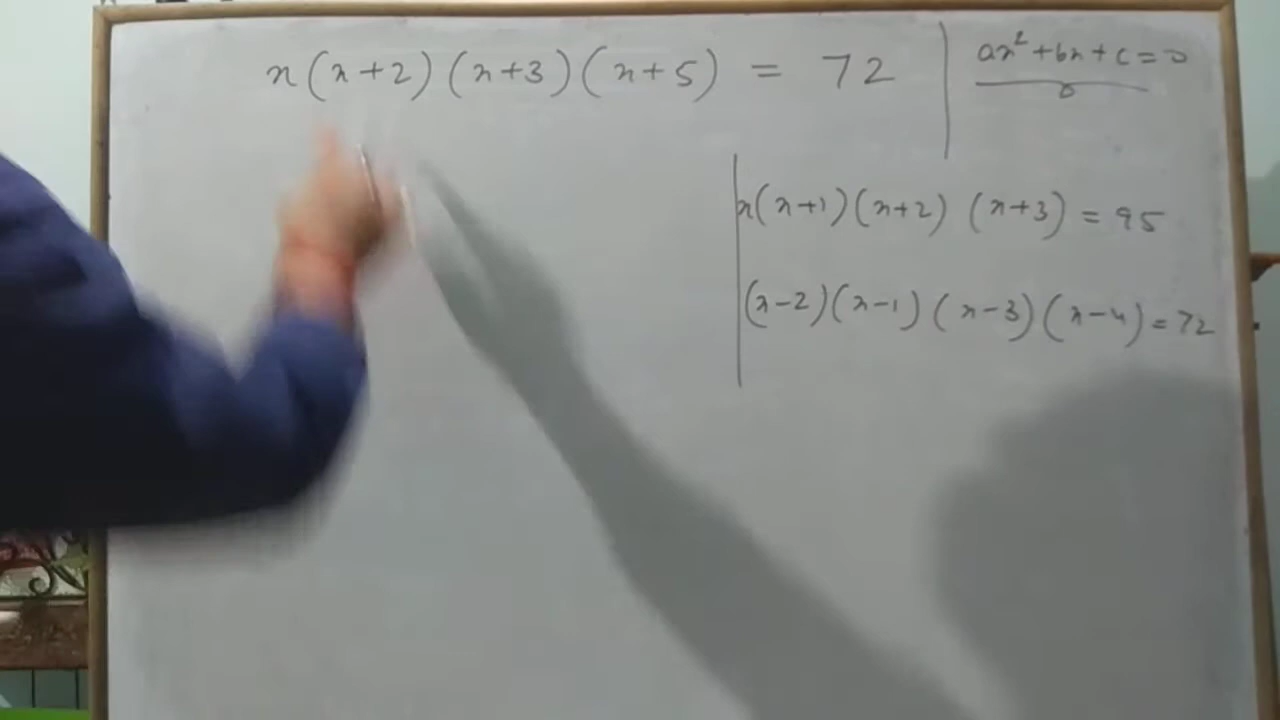 x(x+2)(x+3)(x+5) = 72
ax²+bx+c=0
x(x+1)(x+2) (x+3) = 95
(x-2)(x-1)(x-3)(x-4)=72